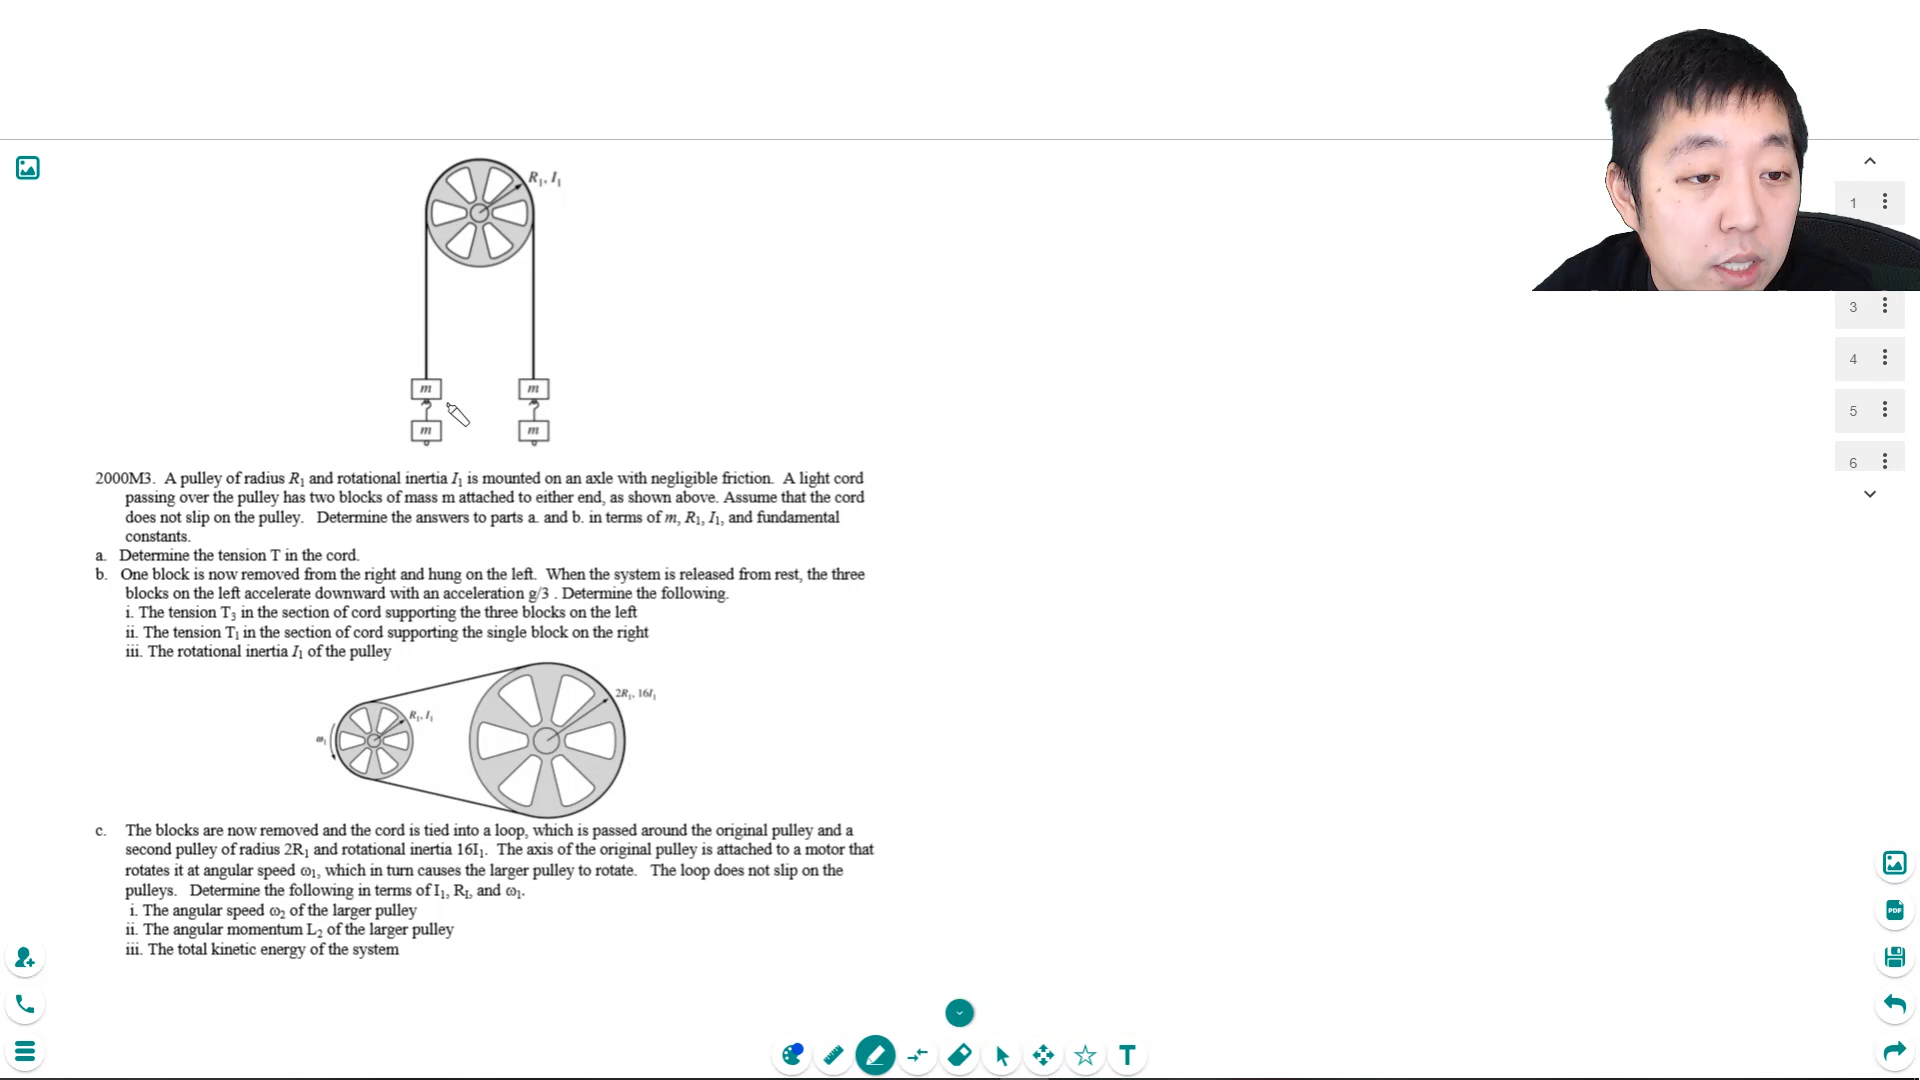 R₁, I₁
1
3
4
5
6
m
m
m
m
2000M3. A pulley of radius R₁ and rotational inertia I₁ is mounted on an axle with negligible friction. A light cord
passing over the pulley has two blocks of mass m attached to either end, as shown above. Assume that the cord
does not slip on the pulley. Determine the answers to parts a. and b. in terms of m, R₁, I₁, and fundamental
constants.
a. Determine the tension T in the cord.
b. One block is now removed from the right and hung on the left. When the system is released from rest, the three
blocks on the left accelerate downward with an acceleration g/3 . Determine the following.
i. The tension T₃ in the section of cord supporting the three blocks on the left
ii. The tension T₁ in the section of cord supporting the single block on the right
iii. The rotational inertia I₁ of the pulley
2R₁, 16I₁
R₁, I₁
ω₁
c. The blocks are now removed and the cord is tied into a loop, which is passed around the original pulley and a
second pulley of radius 2R₁ and rotational inertia 16I₁. The axis of the original pulley is attached to a motor that
rotates it at angular speed ω₁, which in turn causes the larger pulley to rotate. The loop does not slip on the
pulleys. Determine the following in terms of I₁, R₁, and ω₁.
i. The angular speed ω₂ of the larger pulley
ii. The angular momentum L₂ of the larger pulley
iii. The total kinetic energy of the system
PDF
T